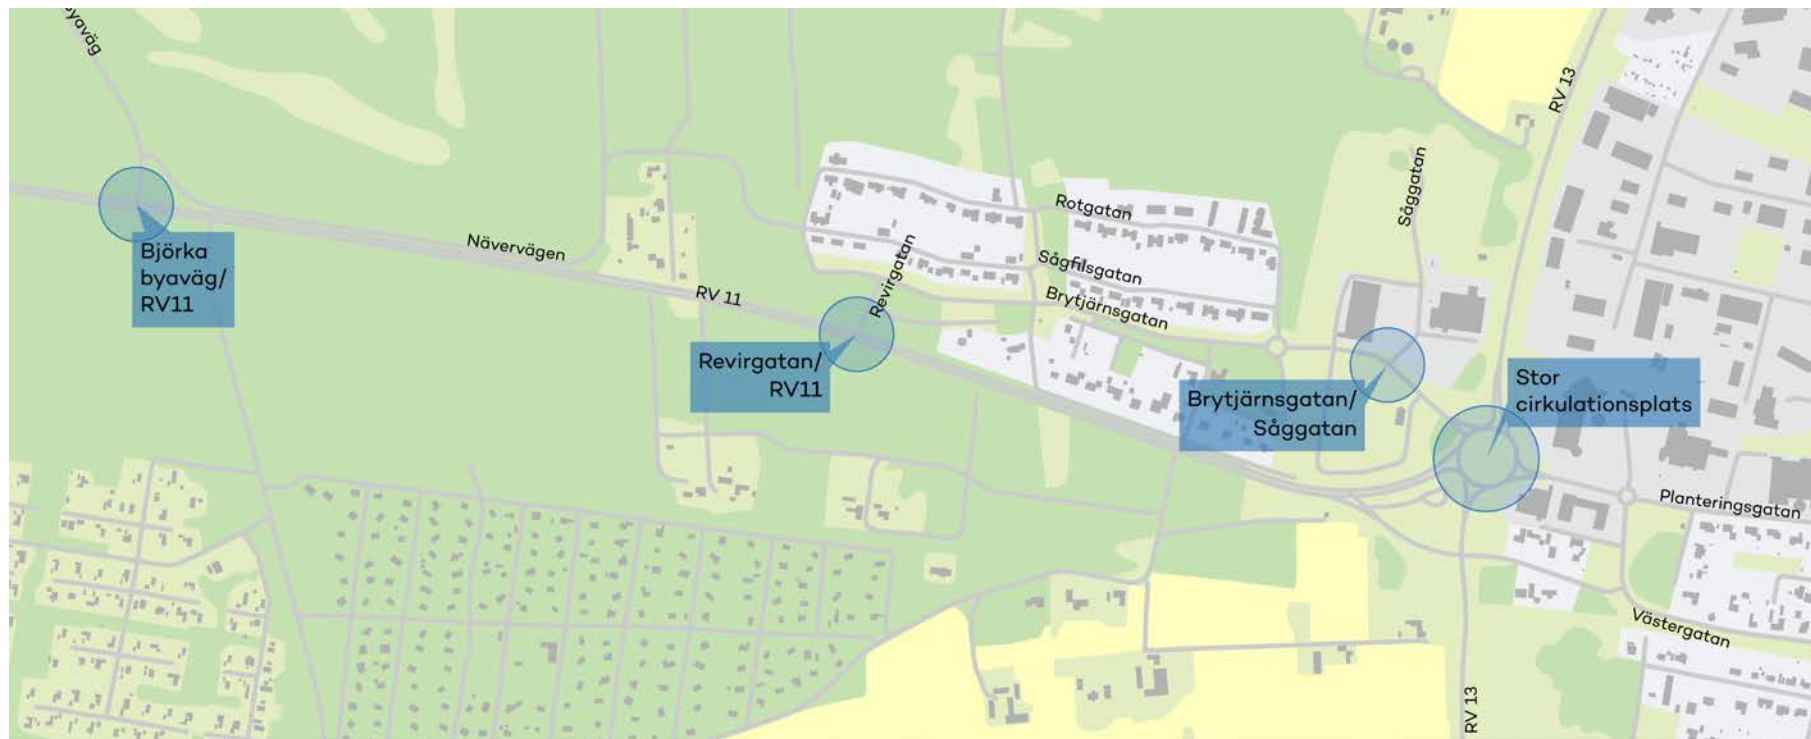 byaväg
RV 13
Såggatan
Rotgatan
Björka
byaväg/
RV11
Nävervägen
Revirgatan
Sågfilsgatan
RV 11
Brytjärnsgatan
Revirgatan/
RV11
Brytjärnsgatan/
Såggatan
Stor
cirkulationsplats
Planteringsgatan
Västergatan
RV 13